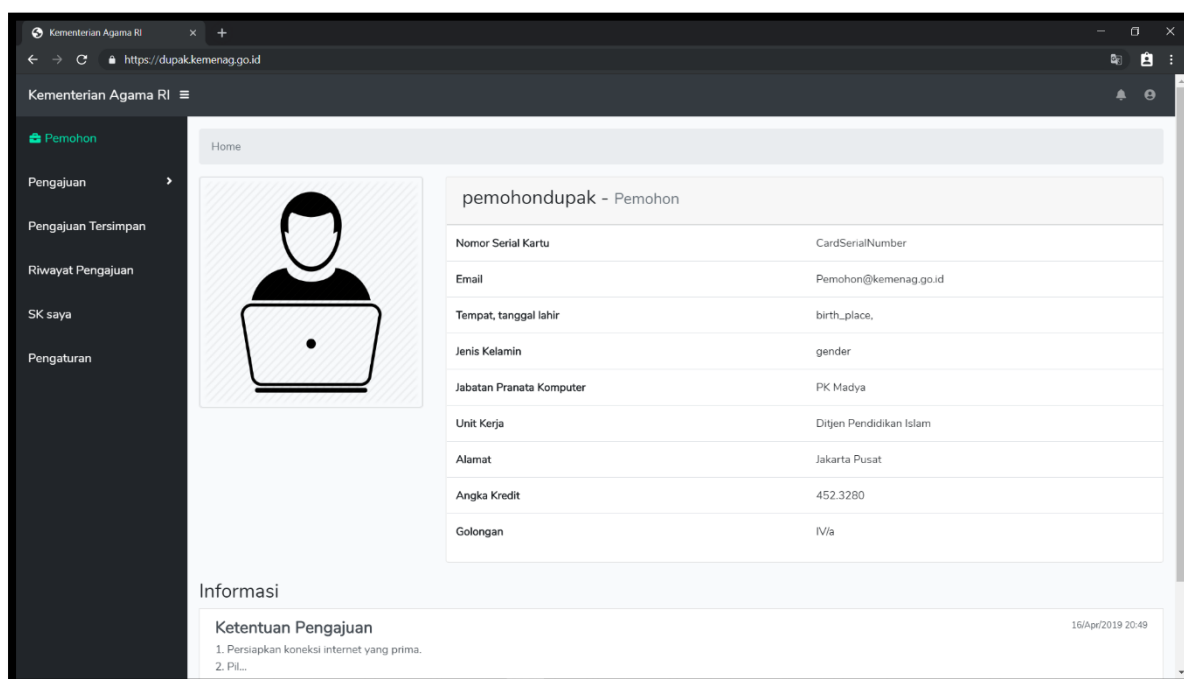 Kementerian Agama RI
https://dupak.kemenag.go.id
Kementerian Agama RI
Pemohon
Pengajuan
Pengajuan Tersimpan
Riwayat Pengajuan
SK saya
Pengaturan
Home
pemohondupak - Pemohon
Nomor Serial Kartu CardSerialNumber
Email Pemohon@kemenag.go.id
Tempat, tanggal lahir birth_place,
Jenis Kelamin gender
Jabatan Pranata Komputer PK Madya
Unit Kerja Ditjen Pendidikan Islam
Alamat Jakarta Pusat
Angka Kredit 452.3280
Golongan IV/a
Informasi
Ketentuan Pengajuan 16/Apr/2019 20:49
1. Persiapkan koneksi internet yang prima.
2. Pil...